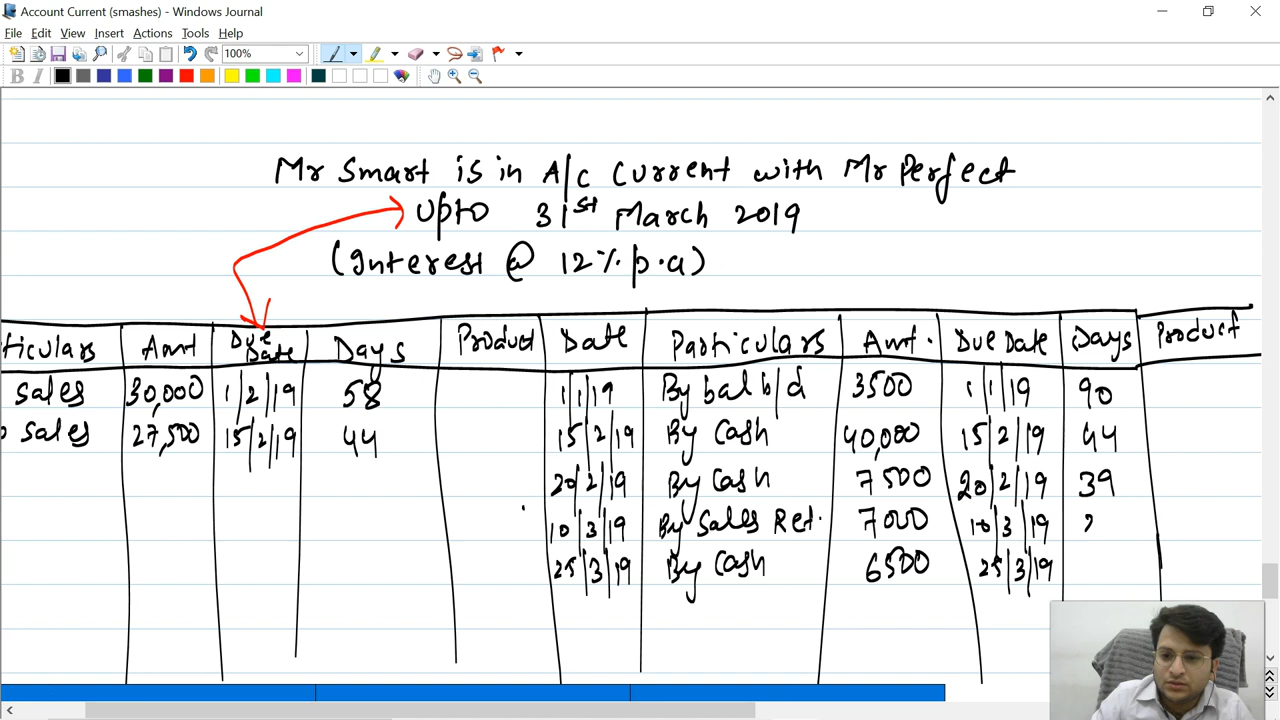 Account Current (smashes) - Windows Journal
File Edit View Insert Actions Tools Help
100%
B I
Mr Smart is in A/C Current with Mr Perfect
Upto 31st March 2019
(Interest @ 12% p.a)
ticulars Amt Due Date Days Product Date Particulars Amt. Due Date Days Product
sales 30,000 1/2/19 58 1/1/19 By bal b/d 3500 1/1/19 90
sales 27,500 15/2/19 44 15/2/19 By Cash 40,000 15/2/19 44
20/2/19 By Cash 7500 20/2/19 39
10/3/19 By Sales Ret. 7000 10/3/19 2
25/3/19 By Cash 6500 25/3/19